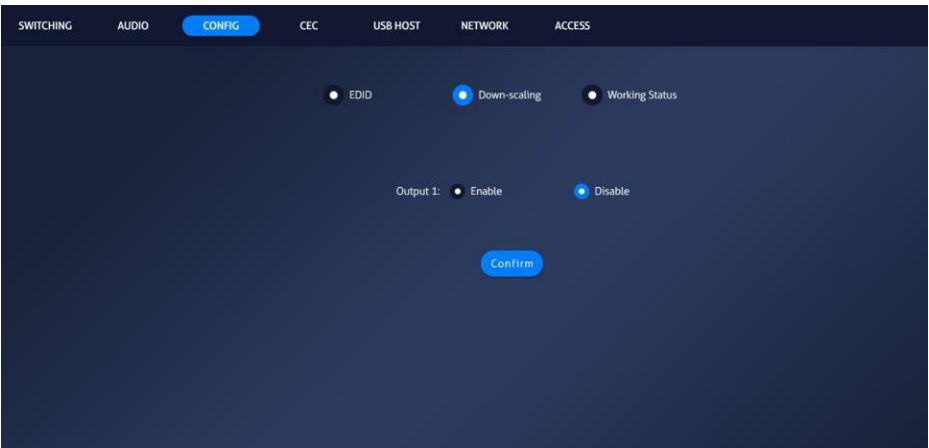 SWITCHING AUDIO CONFIG CEC USB HOST NETWORK ACCESS
EDID Down-scaling Working Status
Output 1: Enable Disable
Confirm